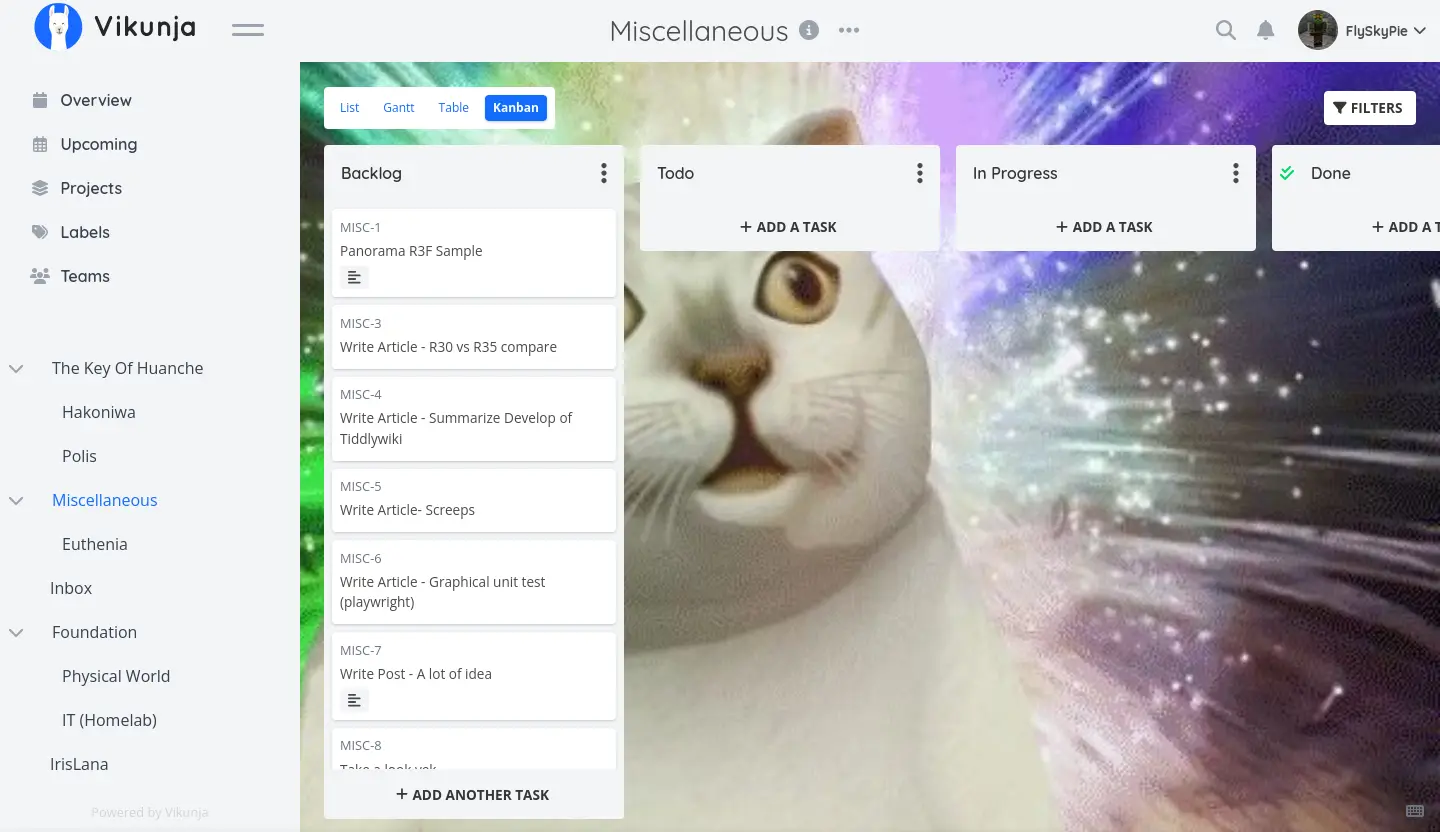 Vikunja
Miscellaneous
FlySkyPie
Overview
Upcoming
Projects
Labels
Teams
The Key Of Huanche
Hakoniwa
Polis
Miscellaneous
Euthenia
Inbox
Foundation
Physical World
IT (Homelab)
IrisLana
Powered by Vikunja
List Gantt Table Kanban
FILTERS
Backlog
MISC-1
Panorama R3F Sample
MISC-3
Write Article - R30 vs R35 compare
MISC-4
Write Article - Summarize Develop of
Tiddlywiki
MISC-5
Write Article- Screeps
MISC-6
Write Article - Graphical unit test
(playwright)
MISC-7
Write Post - A lot of idea
MISC-8
Take a look
+ ADD ANOTHER TASK
Todo
+ ADD A TASK
In Progress
+ ADD A TASK
Done
+ ADD A T